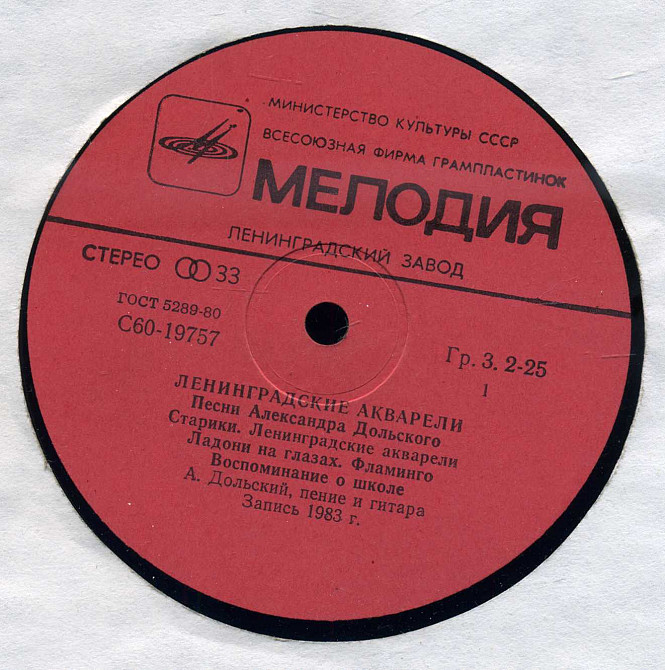 МИНИСТЕРСТВО КУЛЬТУРЫ СССР
ВСЕСОЮЗНАЯ ФИРМА ГРАМПЛАСТИНОК
МЕЛОДИЯ
ЛЕНИНГРАДСКИЙ ЗАВОД
СТЕРЕО 33
ГОСТ 5289-80
С60-19757
Гр. 3. 2-25
1
ЛЕНИНГРАДСКИЕ АКВАРЕЛИ
Песни Александра Дольского
Старики. Ленинградские акварели
Ладони на глазах. Фламинго
Воспоминание о школе
А. Дольский, пение и гитара
Запись 1983 г.